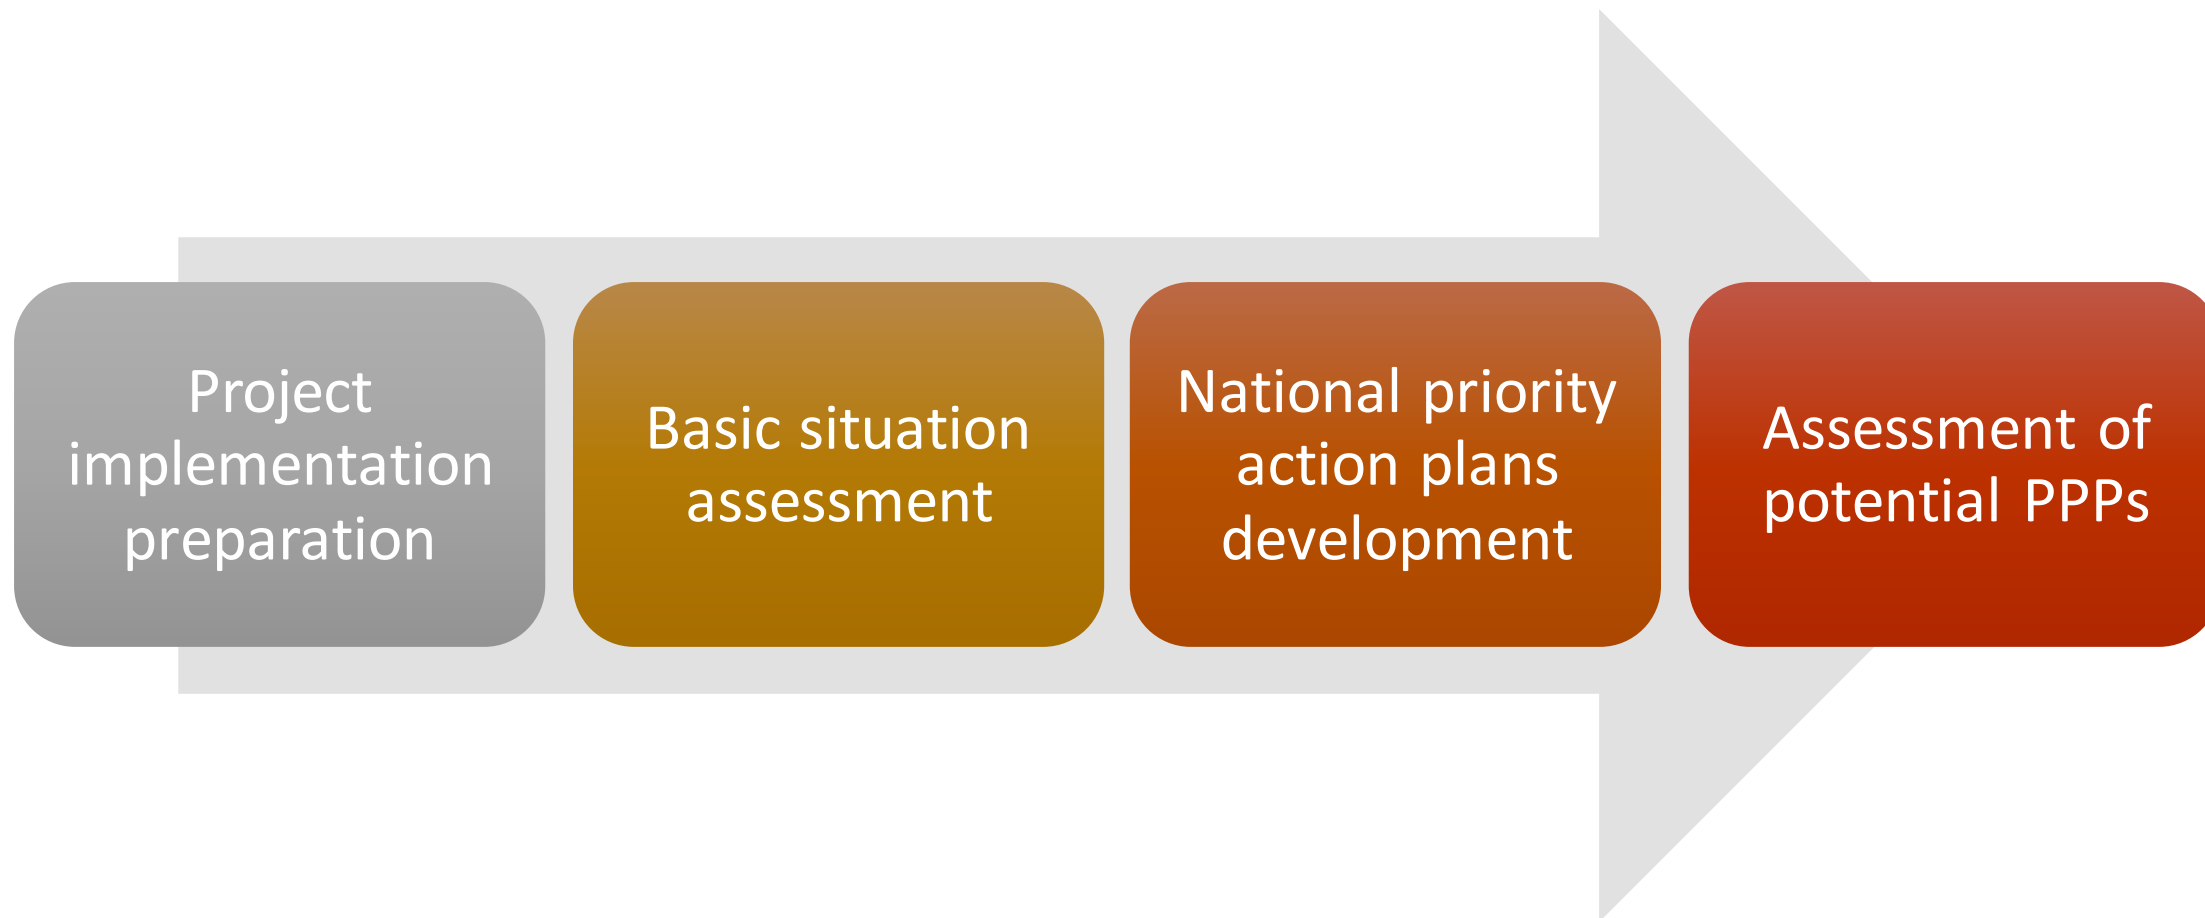 Project
implementation
preparation
Basic situation
assessment
National priority
action plans
development
Assessment of
potential PPPs